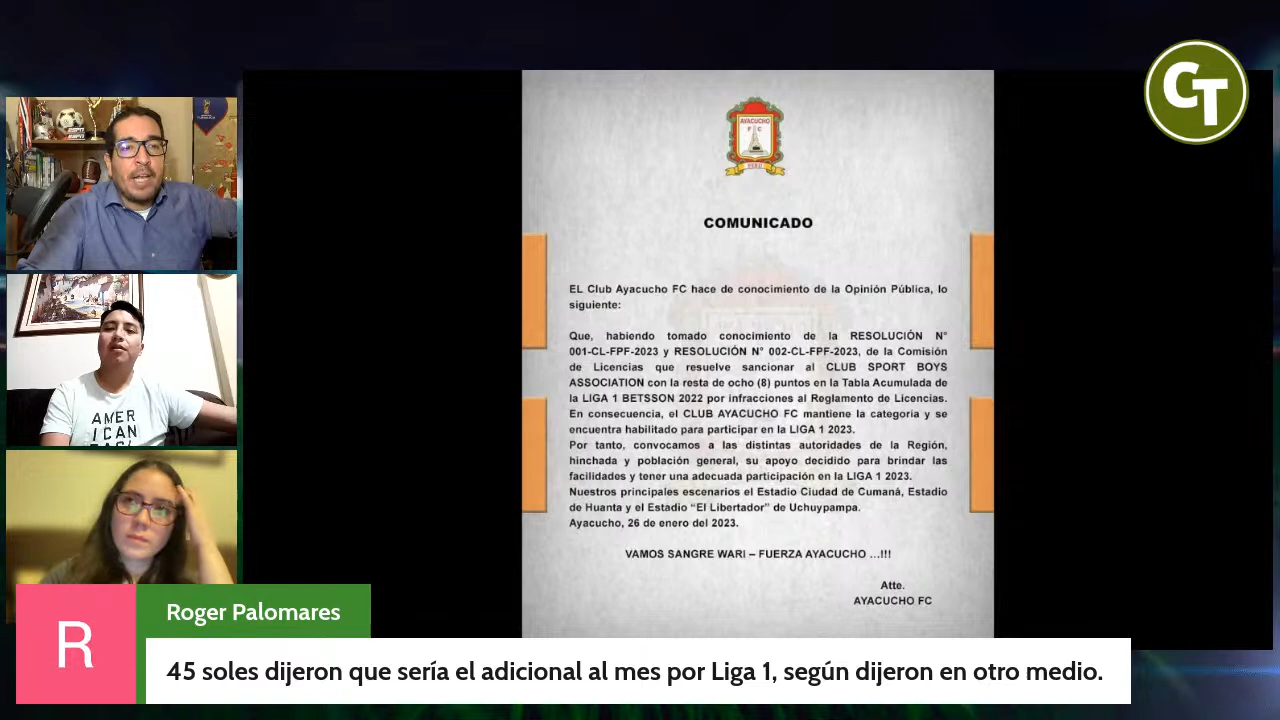 CT
AYACUCHO
F C
PERÚ
COMUNICADO
EL Club Ayacucho FC hace de conocimiento de la Opinión Pública, lo
siguiente:
Que, habiendo tomado conocimiento de la RESOLUCIÓN N°
001-CL-FPF-2023 y RESOLUCIÓN N° 002-CL-FPF-2023, de la Comisión
de Licencias que resuelve sancionar al CLUB SPORT BOYS
ASSOCIATION con la resta de ocho (8) puntos en la Tabla Acumulada de
la LIGA 1 BETSSON 2022 por infracciones al Reglamento de Licencias.
En consecuencia, el CLUB AYACUCHO FC mantiene la categoría y se
encuentra habilitado para participar en la LIGA 1 2023.
Por tanto, convocamos a las distintas autoridades de la Región,
hinchada y población general, su apoyo decidido para brindar las
facilidades y tener una adecuada participación en la LIGA 1 2023.
Nuestros principales escenarios el Estadio Ciudad de Cumaná, Estadio
de Huanta y el Estadio “El Libertador” de Uchuypampa.
Ayacucho, 26 de enero del 2023.
VAMOS SANGRE WARI – FUERZA AYACUCHO ...!!!
Atte.
AYACUCHO FC
AMER
ICAN
R
Roger Palomares
45 soles dijeron que sería el adicional al mes por Liga 1, según dijeron en otro medio.